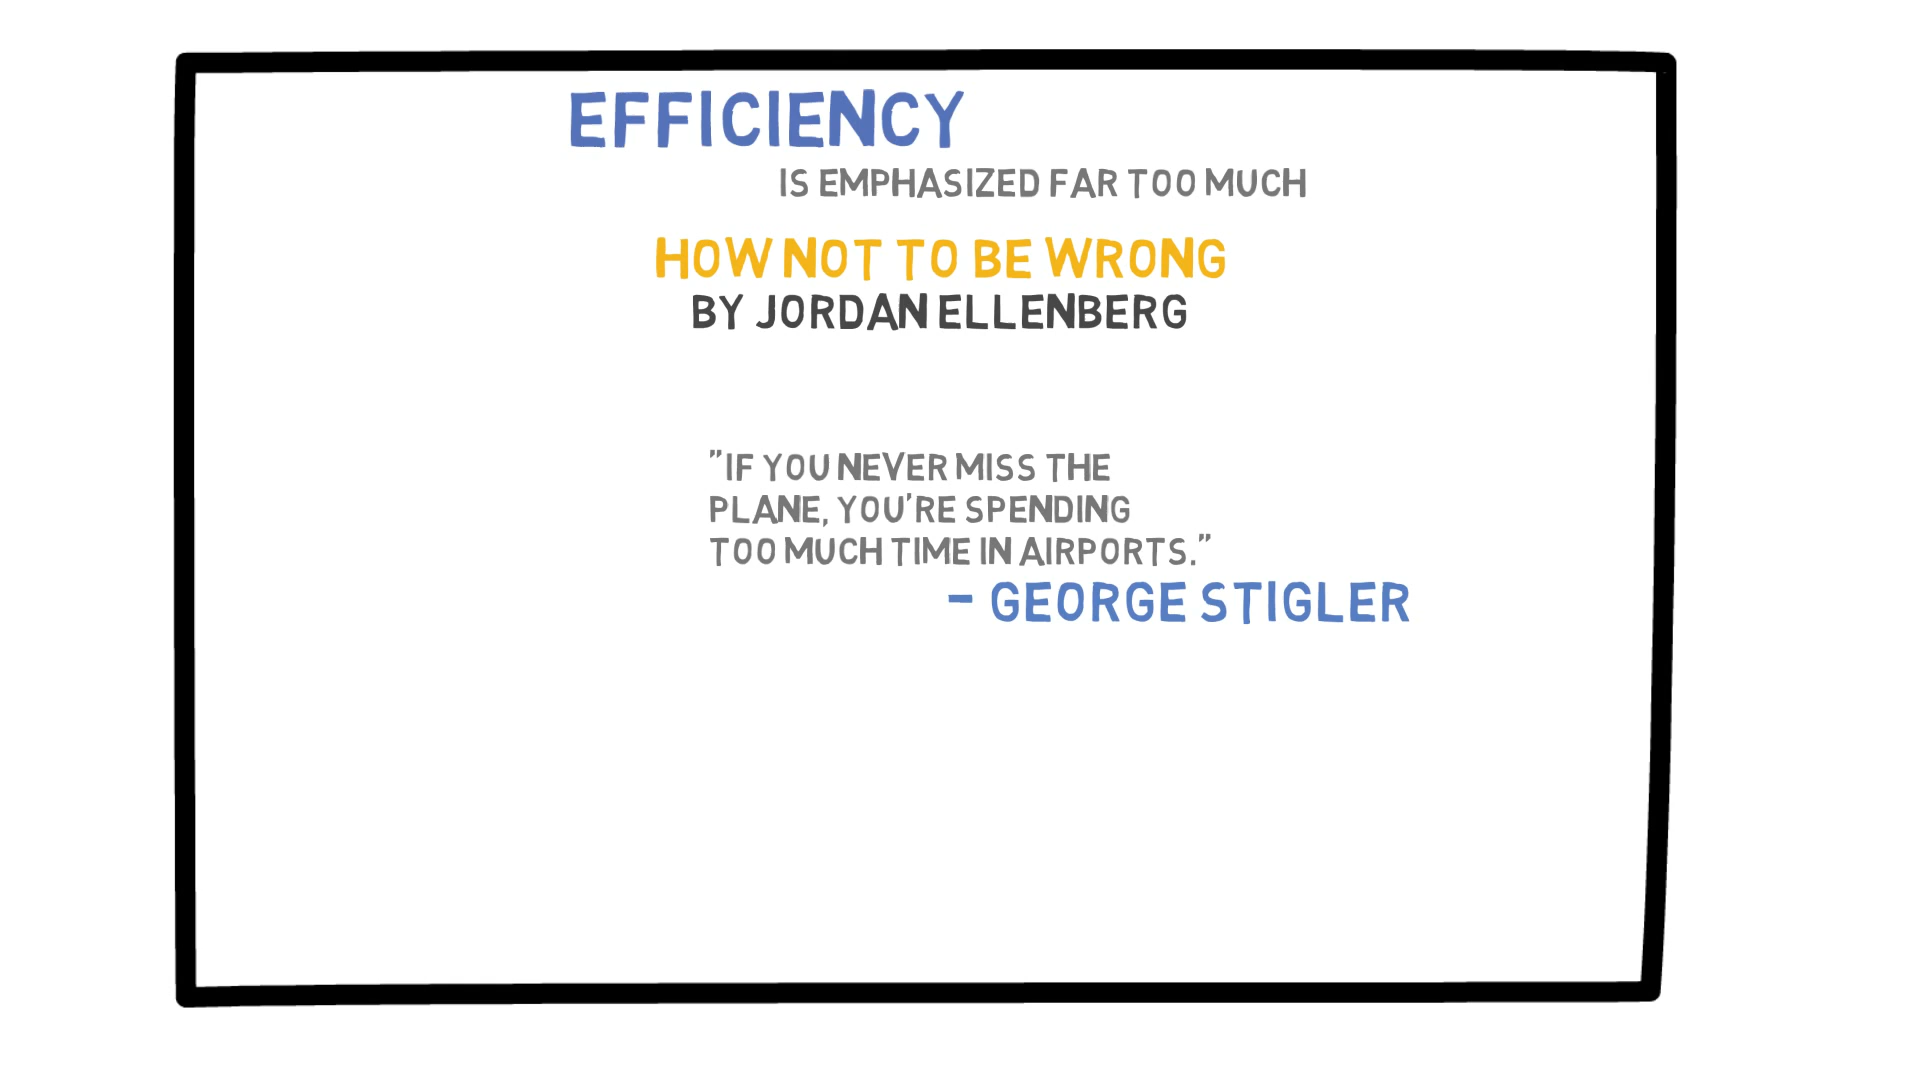 EFFICIENCY
IS EMPHASIZED FAR TOO MUCH
HOW NOT TO BE WRONG
BY JORDAN ELLENBERG
"IF YOU NEVER MISS THE
PLANE, YOU'RE SPENDING
TOO MUCH TIME IN AIRPORTS."
- GEORGE STIGLER